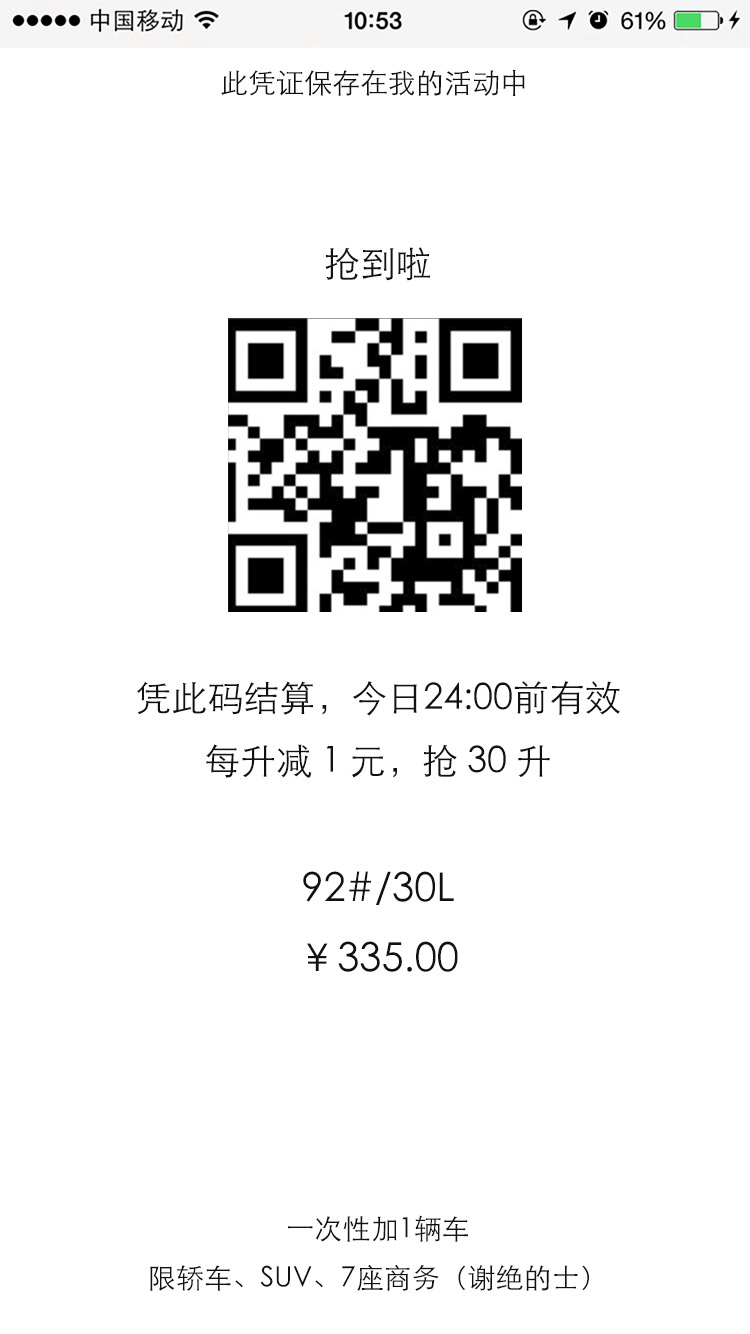 中国移动 10:53 61%
此凭证保存在我的活动中
抢到啦
凭此码结算，今日24:00前有效
每升减 1 元，抢 30 升
92#/30L
￥335.00
一次性加1辆车
限轿车、SUV、7座商务（谢绝的士）